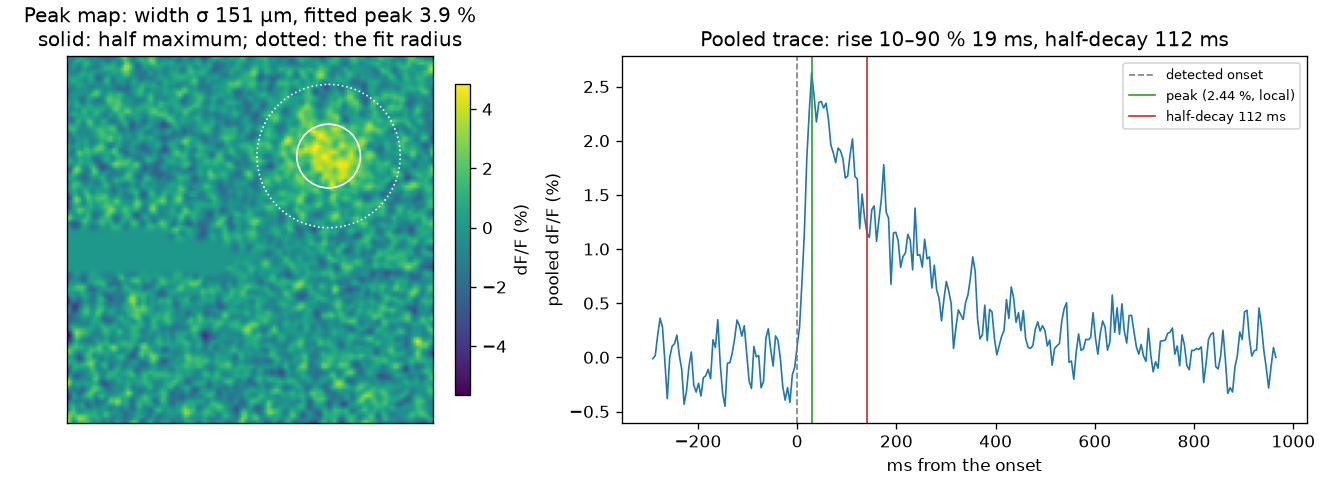 Peak map: width σ 151 µm, fitted peak 3.9 %
solid: half maximum; dotted: the fit radius
4
2
0
−2
−4
dF/F (%)
Pooled trace: rise 10–90 % 19 ms, half-decay 112 ms
detected onset
peak (2.44 %, local)
half-decay 112 ms
2.5
2.0
1.5
1.0
0.5
0.0
−0.5
pooled dF/F (%)
−200
0
200
400
600
800
1000
ms from the onset